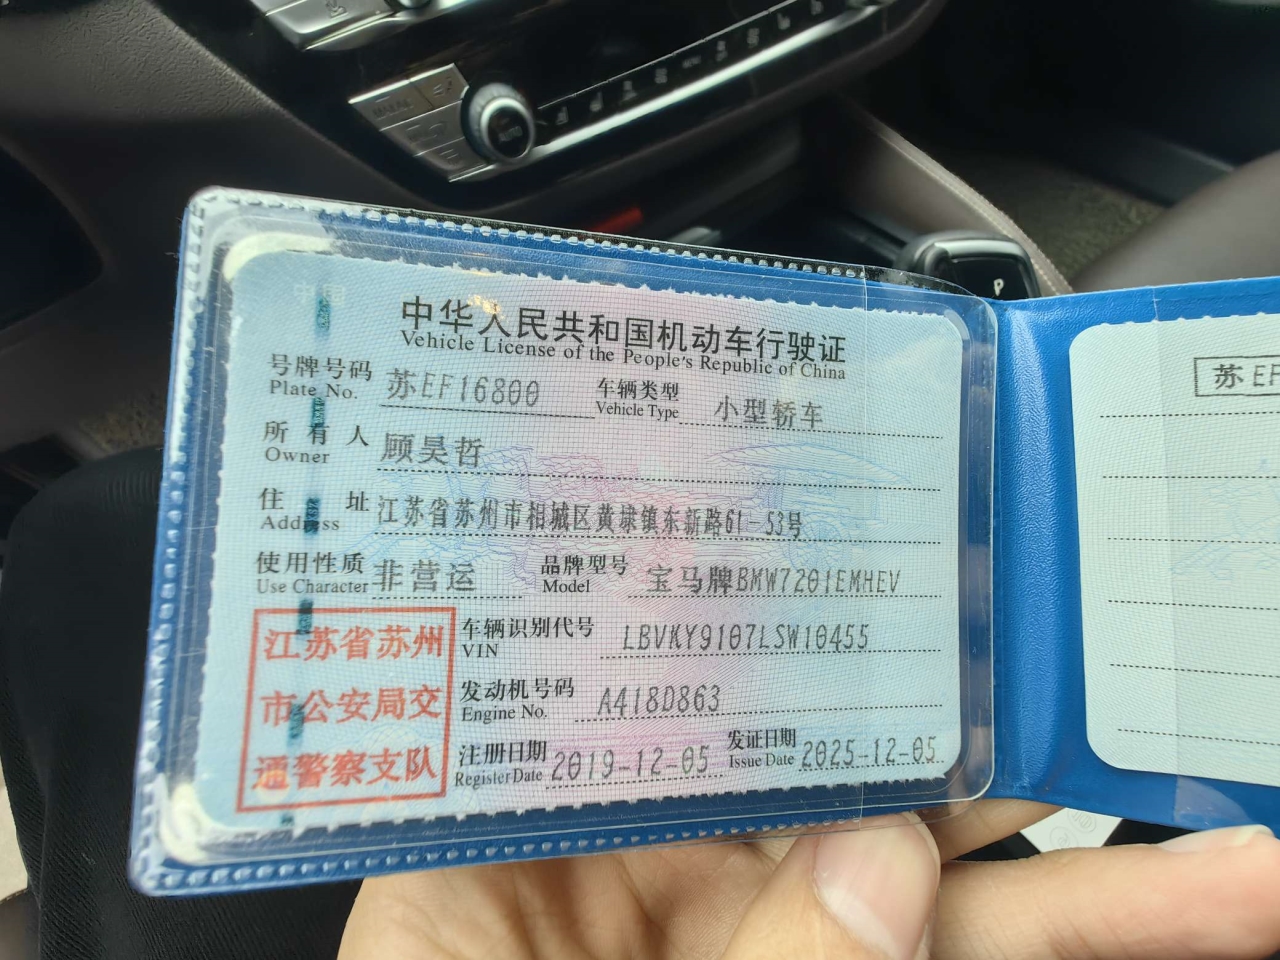 中华人民共和国机动车行驶证
Vehicle License of the People's Republic of China
号牌号码 苏EF16800 车辆类型 小型轿车
Plate No. Vehicle Type
所有人 顾昊哲
Owner
住址 江苏省苏州市相城区黄埭镇东新路61-53号
Address
使用性质 非营运 品牌型号 宝马牌BMW7201EMHEV
Use Character Model
江苏省苏州
市公安局交
通警察支队
车辆识别代号 LBVKY9107LSW10455
VIN
发动机号码 A418D863
Engine No.
注册日期 2019-12-05 发证日期 2025-12-05
Register Date Issue Date
苏EF
P
AUTO